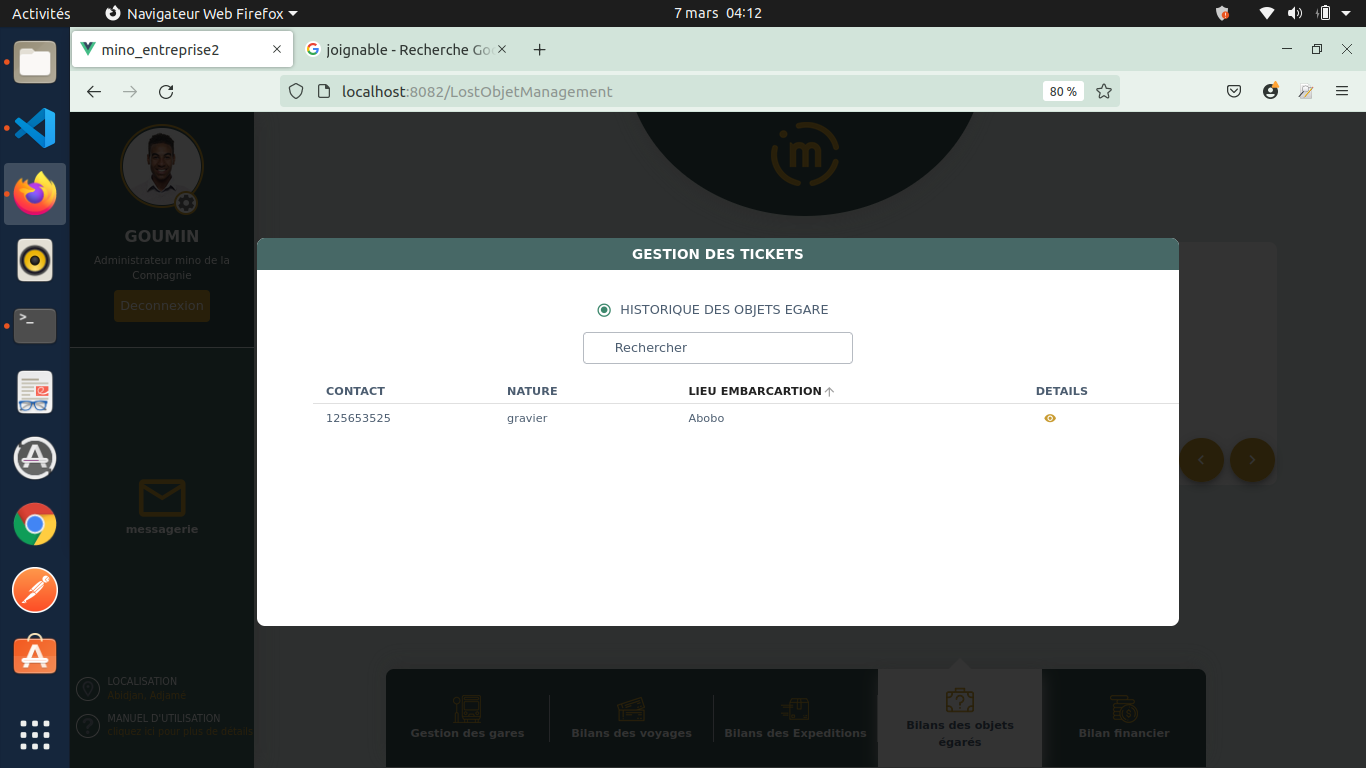 Activités
Navigateur Web Firefox
7 mars 04:12
mino_entreprise2
joignable - Recherche Goo
localhost:8082/LostObjetManagement
80 %
m
GOUMIN
Administrateur mino de la
Compagnie
Deconnexion
GESTION DES TICKETS
HISTORIQUE DES OBJETS EGARE
Rechercher
CONTACT NATURE LIEU EMBARCARTION DETAILS
125653525 gravier Abobo
messagerie
LOCALISATION
Abidjan, Adjamé
MANUEL D'UTILISATION
cliquez ici pour plus de détails
Gestion des gares
Bilans des voyages
Bilans des Expeditions
Bilans des objets
égarés
Bilan financier